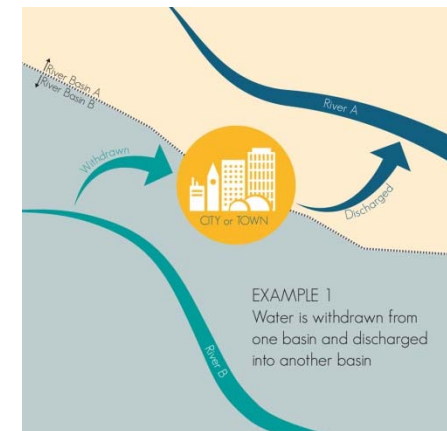 River Basin A
River Basin B
River A
Withdrawn
CITY or TOWN
Discharged
River B
EXAMPLE 1
Water is withdrawn from
one basin and discharged
into another basin